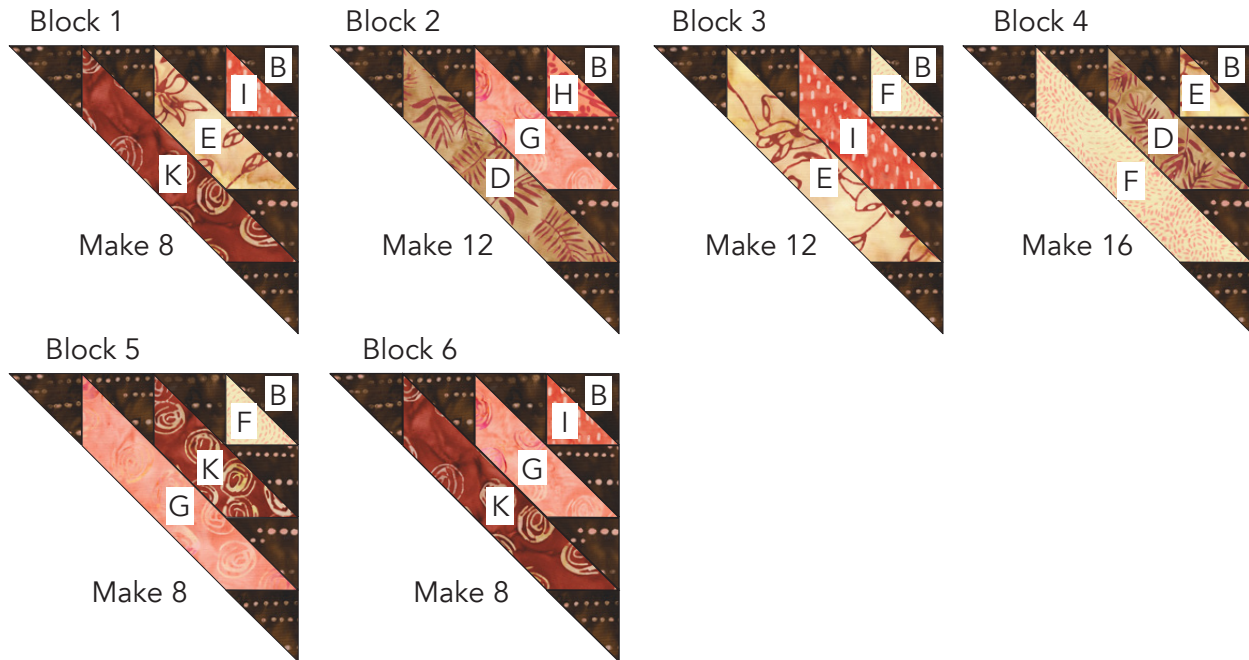 Block 1
B
I
E
K
Make 8
Block 2
B
H
G
D
Make 12
Block 3
B
F
I
E
Make 12
Block 4
B
E
D
F
Make 16
Block 5
B
F
K
G
Make 8
Block 6
B
I
G
K
Make 8